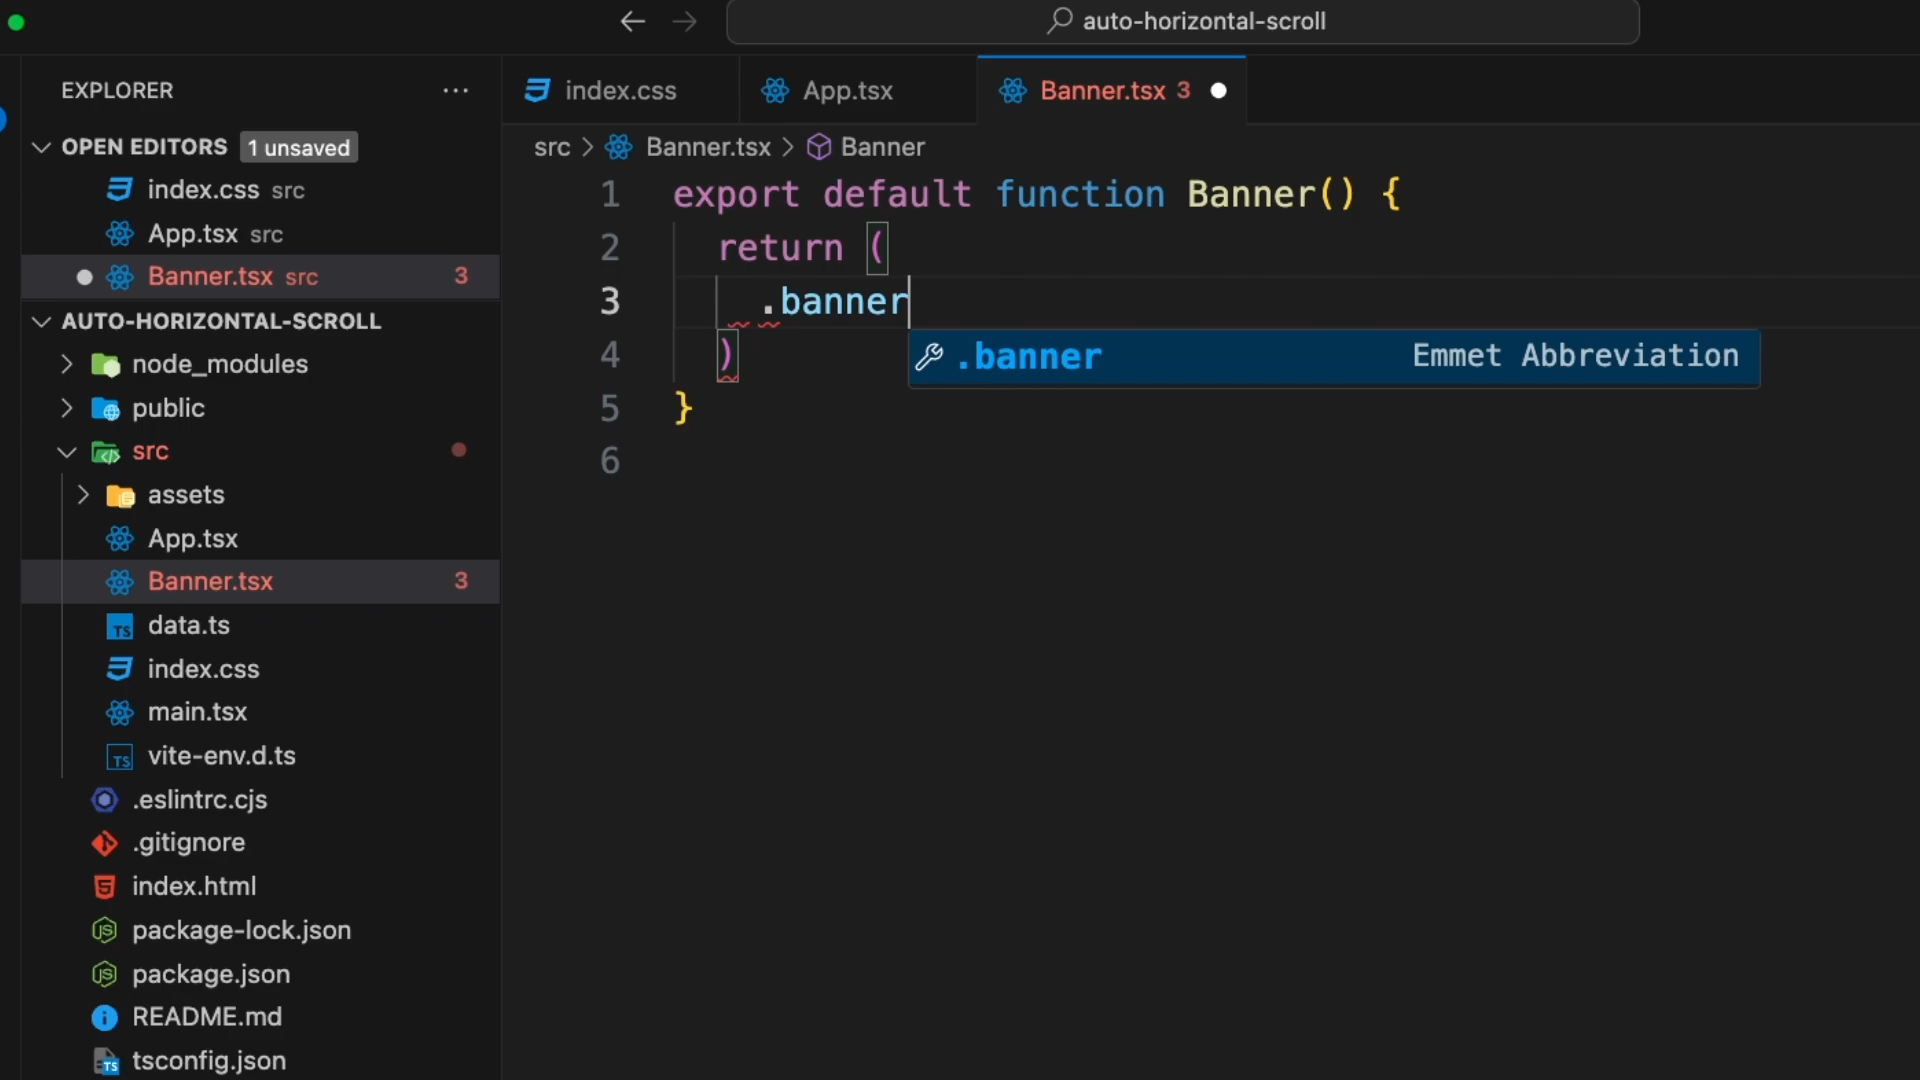 auto-horizontal-scroll
EXPLORER
index.css
App.tsx
Banner.tsx 3
OPEN EDITORS 1 unsaved
index.css src
App.tsx src
Banner.tsx src 3
AUTO-HORIZONTAL-SCROLL
node_modules
public
src
assets
App.tsx
Banner.tsx 3
data.ts
index.css
main.tsx
vite-env.d.ts
.eslintrc.cjs
.gitignore
index.html
package-lock.json
package.json
README.md
tsconfig.json
src > Banner.tsx > Banner
1 export default function Banner() {
2 return (
3 .banner
4 )
5 }
6
.banner Emmet Abbreviation